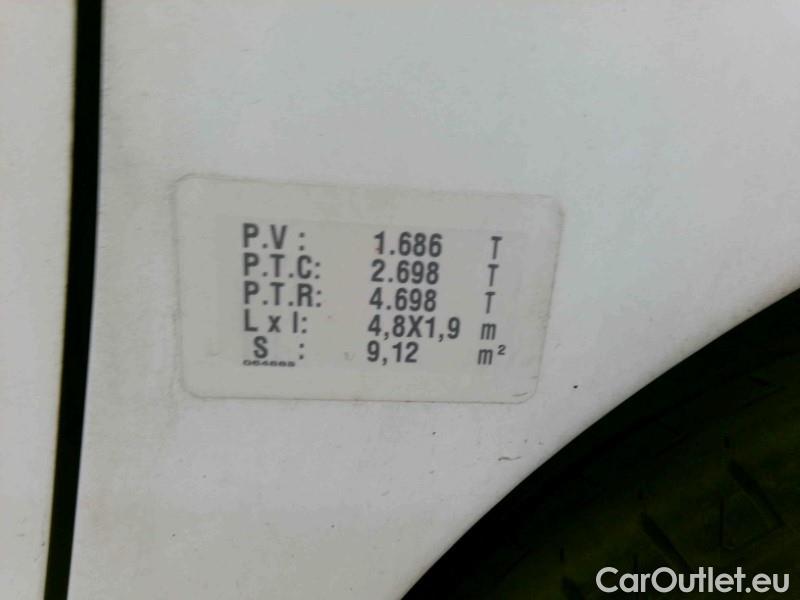 P.V : 1.686 T
P.T.C: 2.698 T
P.T.R: 4.698 T
L x l: 4,8X1,9 m
S : 9,12 m²
CarOutlet.eu